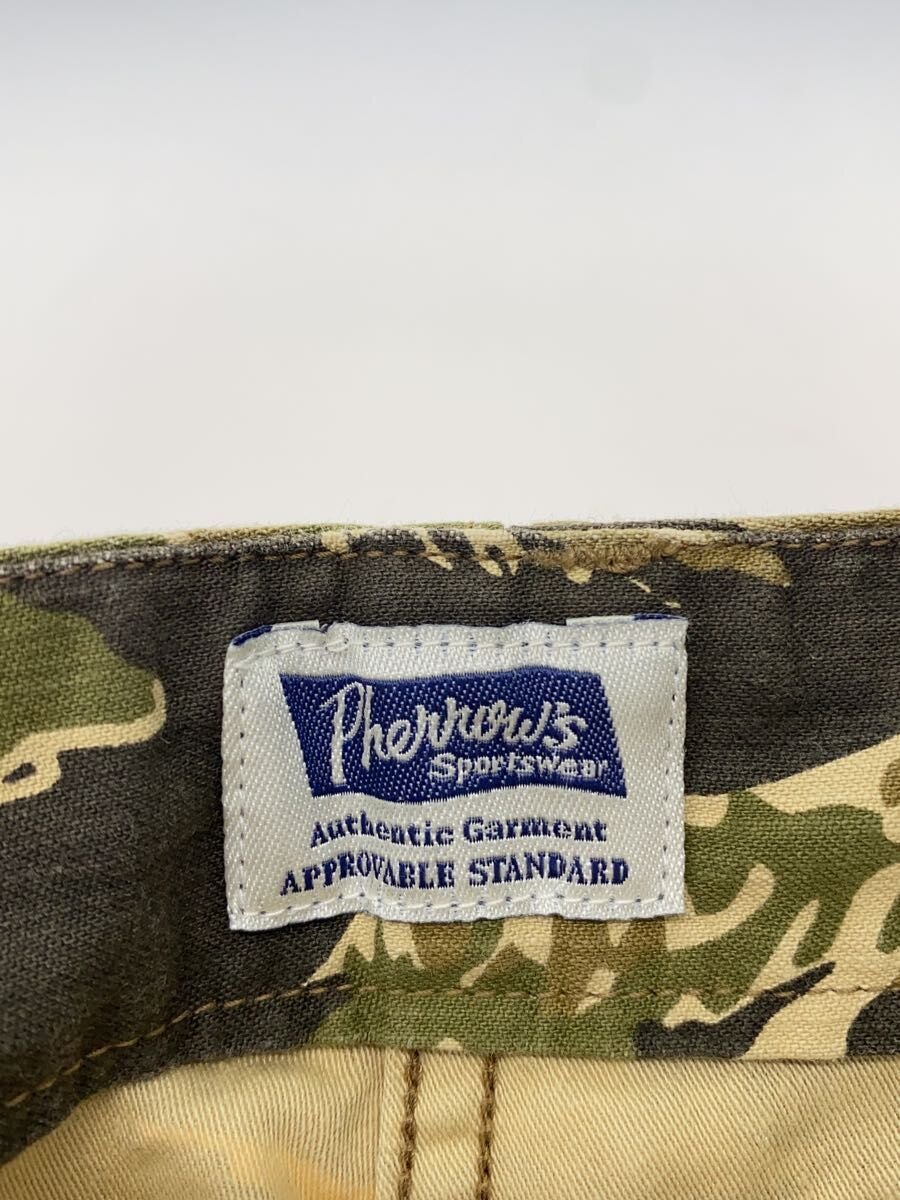 Pherrow's
Sportswear
Authentic Garment
APPROVABLE STANDARD